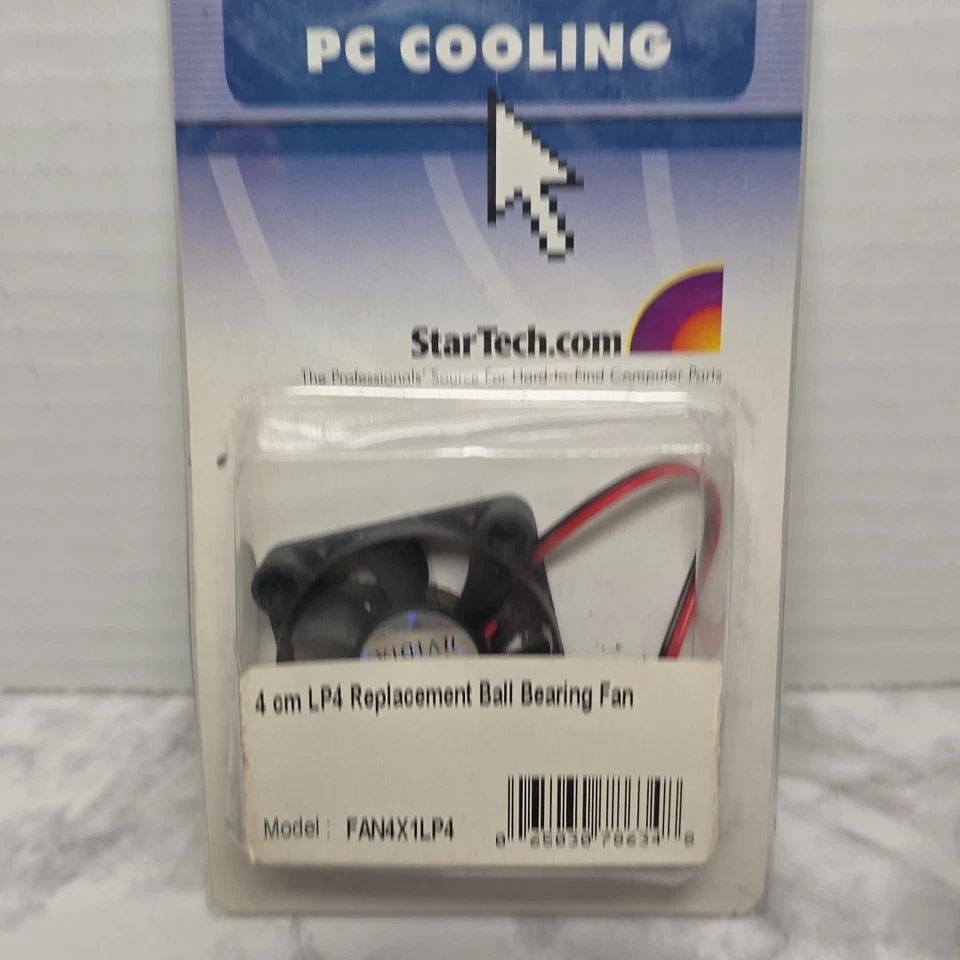 PC COOLING
StarTech.com
The Professionals' Source For Hard-to-Find Computer Parts
4 cm LP4 Replacement Ball Bearing Fan
Model : FAN4X1LP4